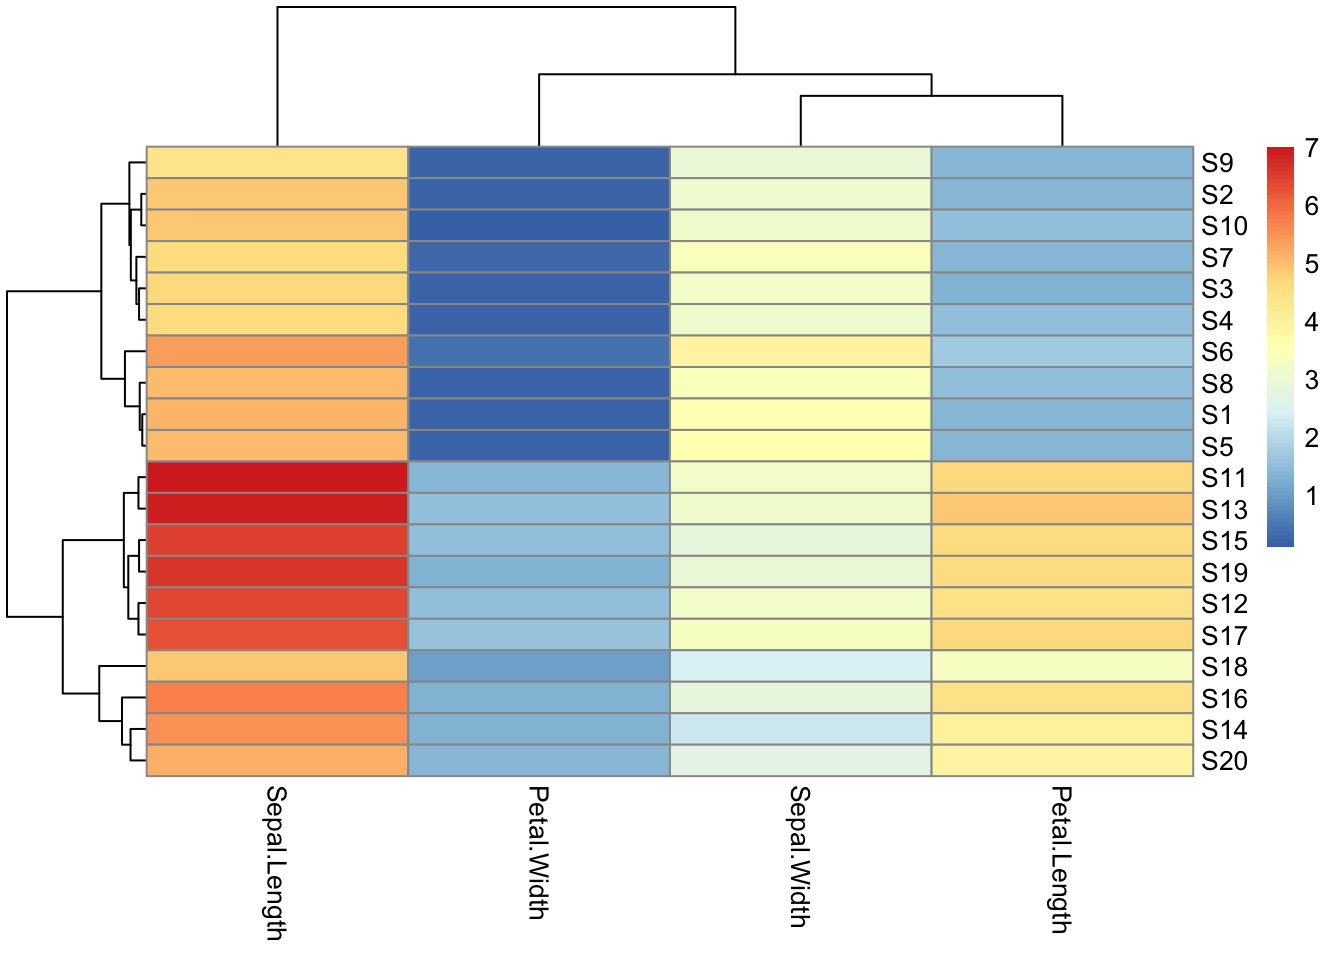 S9
S2
S10
S7
S3
S4
S6
S8
S1
S5
S11
S13
S15
S19
S12
S17
S18
S16
S14
S20
7
6
5
4
3
2
1
Sepal.Length
Petal.Width
Sepal.Width
Petal.Length